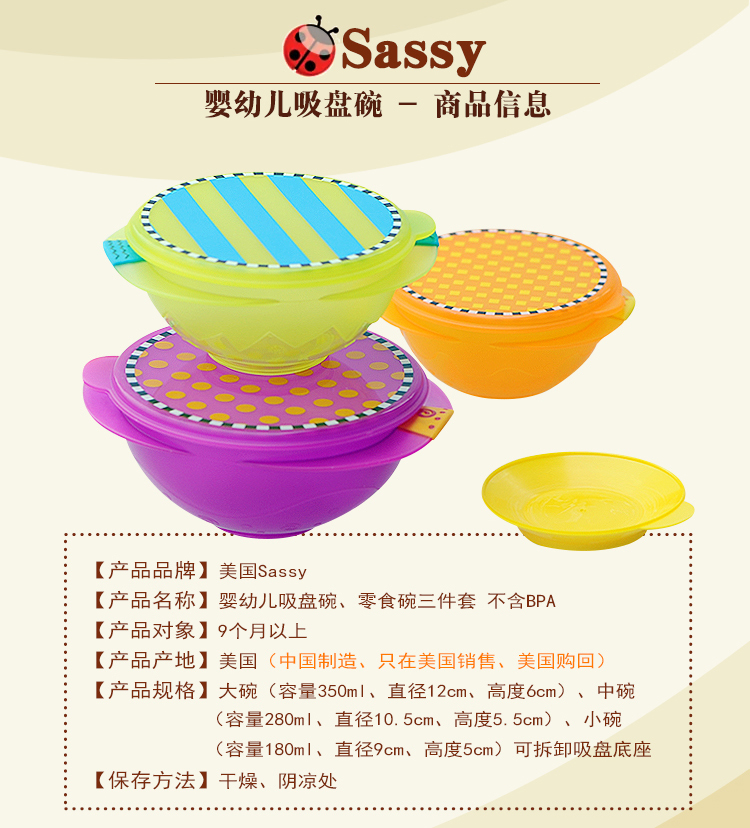 Sassy
婴幼儿吸盘碗 - 商品信息
【产品品牌】美国Sassy
【产品名称】婴幼儿吸盘碗、零食碗三件套 不含BPA
【产品对象】9个月以上
【产品产地】美国（中国制造、只在美国销售、美国购回）
【产品规格】大碗（容量350ml、直径12cm、高度6cm）、中碗
（容量280ml、直径10.5cm、高度5.5cm）、小碗
（容量180ml、直径9cm、高度5cm）可拆卸吸盘底座
【保存方法】干燥、阴凉处